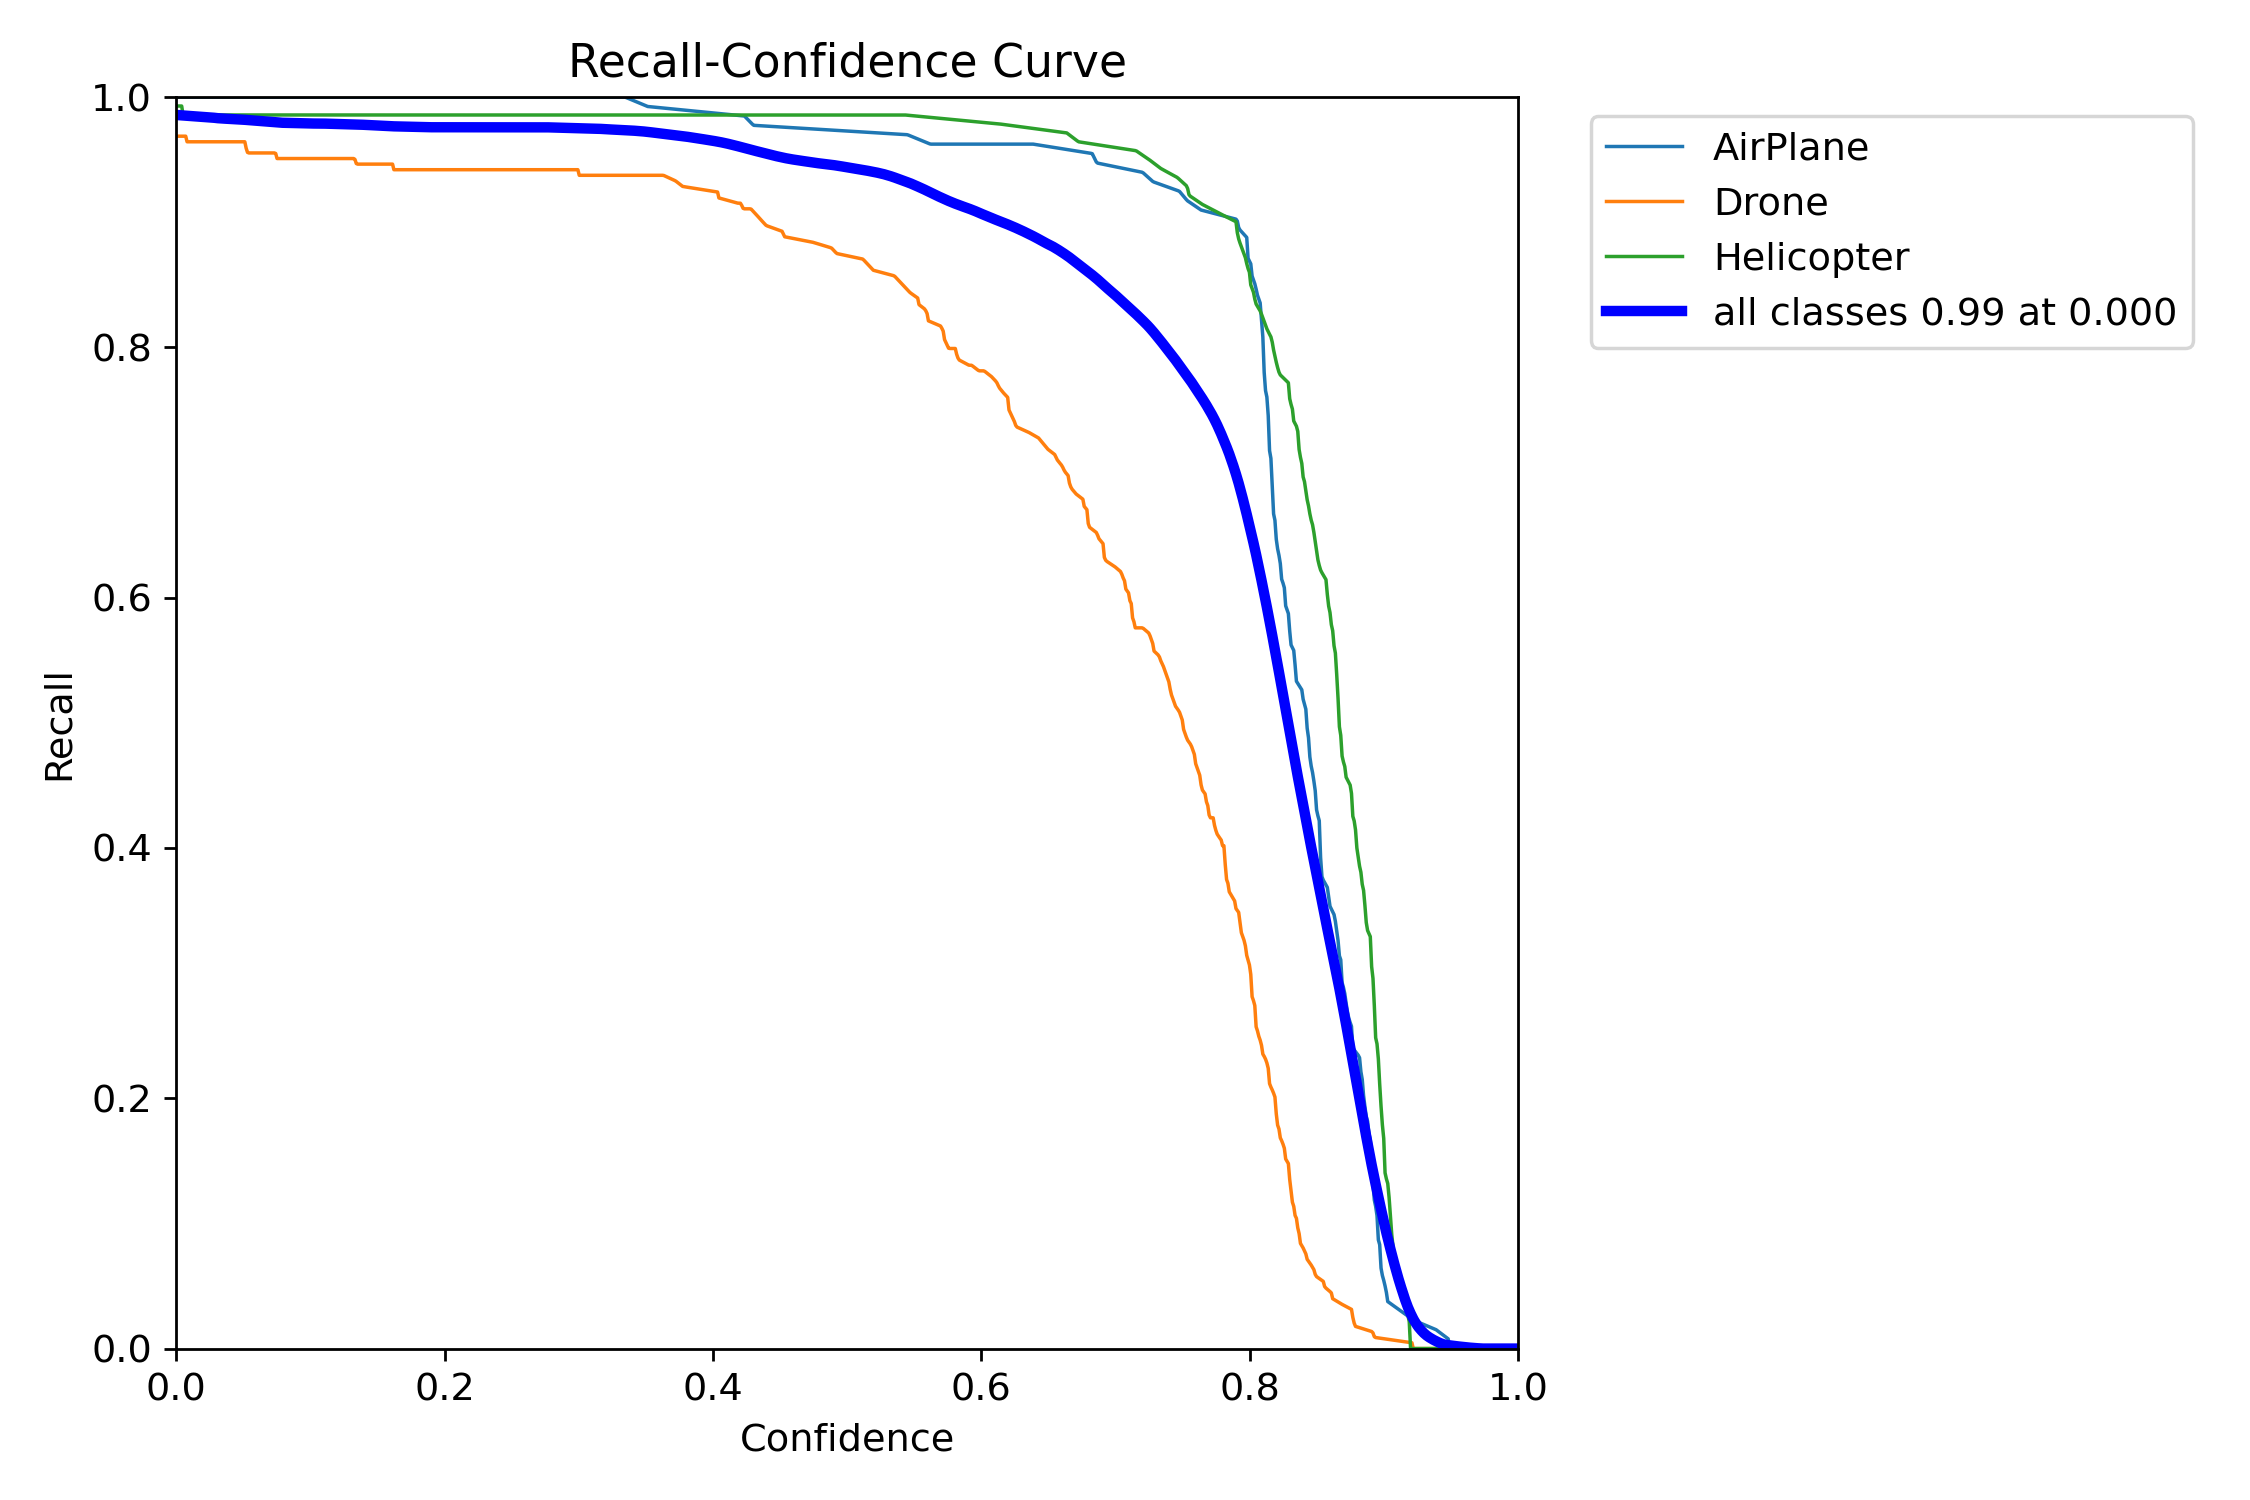 Recall-Confidence Curve
1.0
0.8
0.6
0.4
0.2
0.0
Recall
0.0 0.2 0.4 0.6 0.8 1.0
Confidence
AirPlane
Drone
Helicopter
all classes 0.99 at 0.000